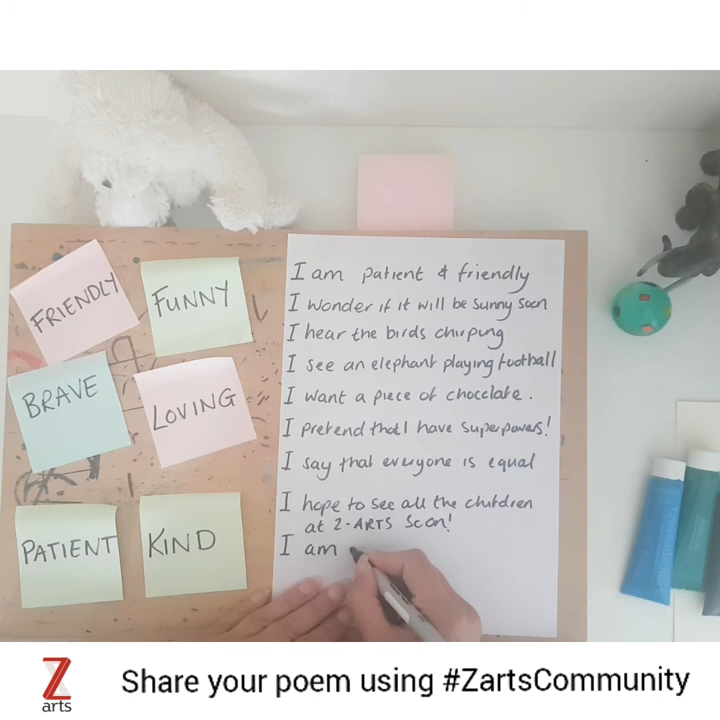 FRIENDLY
FUNNY
BRAVE
LOVING
PATIENT
KIND
I am patient & friendly
I wonder if it will be sunny soon
I hear the birds chirping
I see an elephant playing football
I want a piece of chocolate.
I pretend that I have superpowers!
I say that everyone is equal
I hope to see all the children
at Z-ARTS soon!
I am
Z
arts
Share your poem using #ZartsCommunity